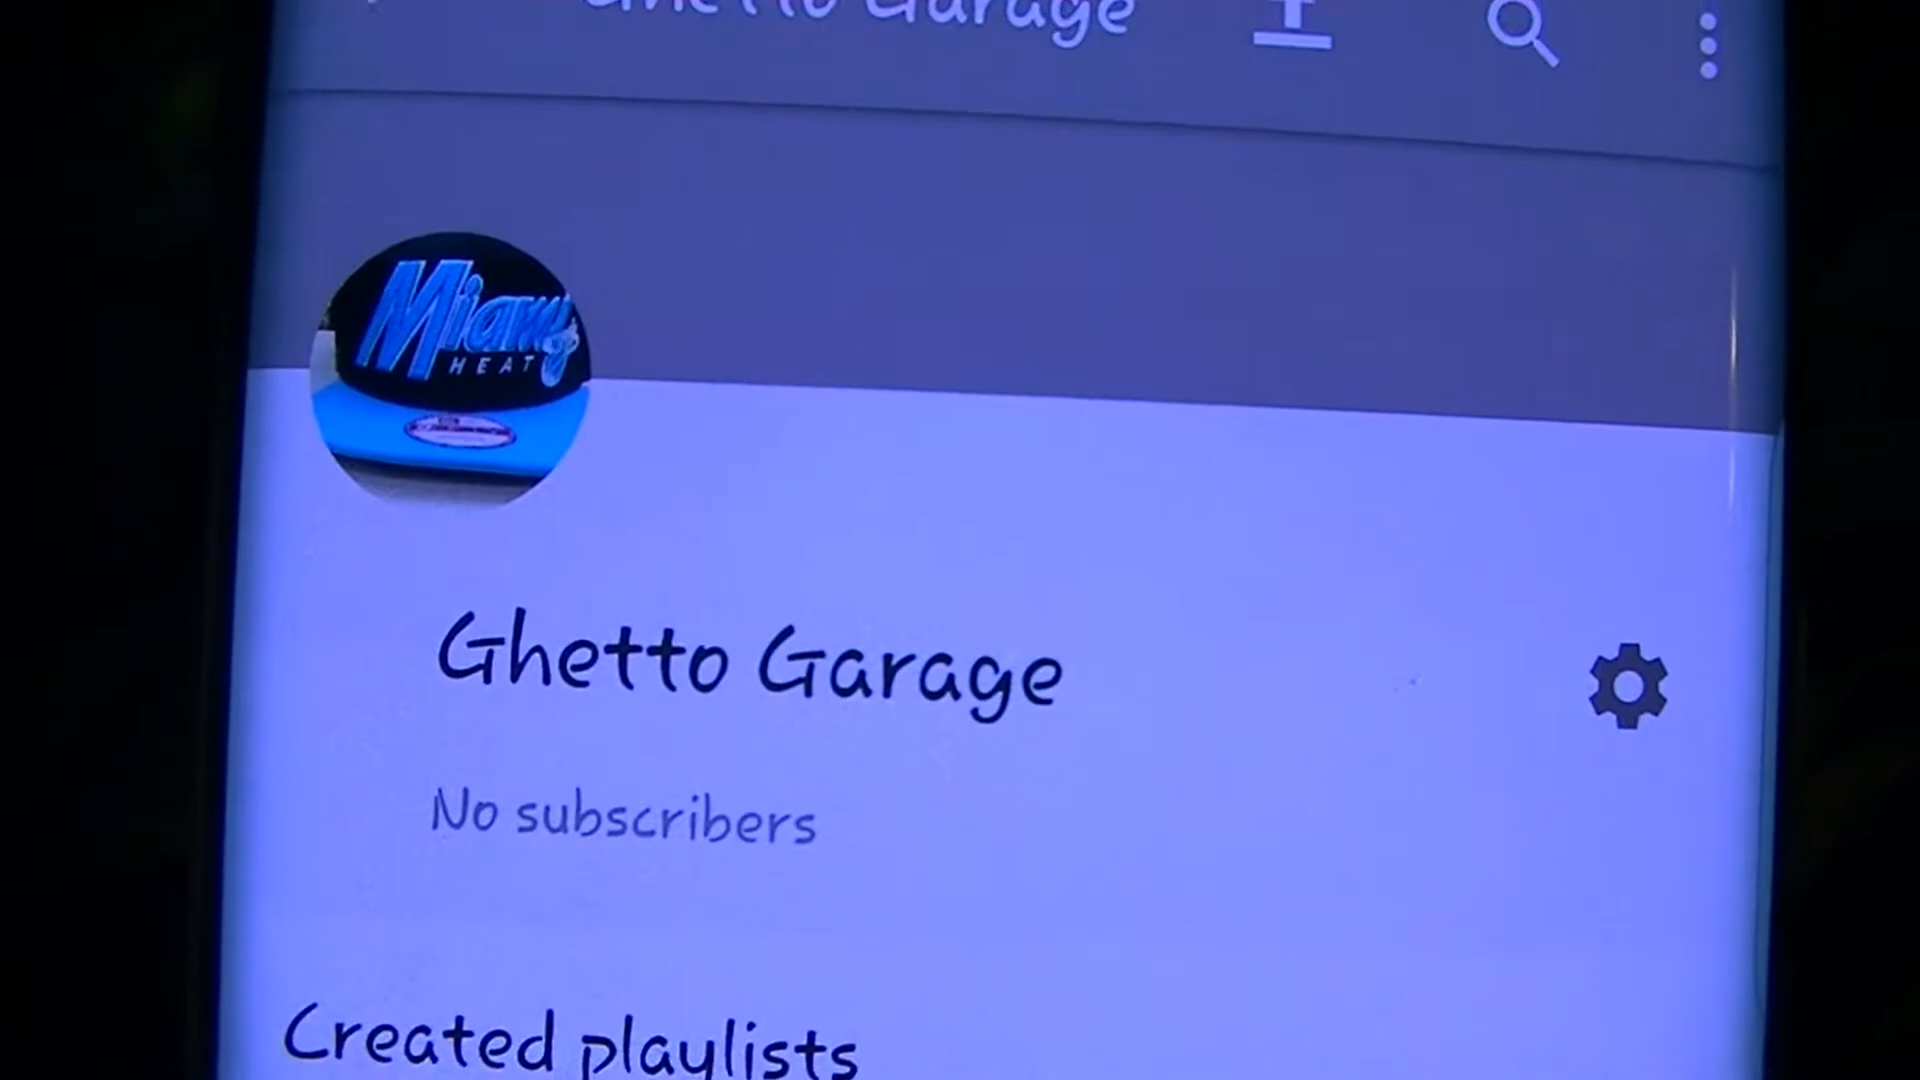 Ghetto Garage
Miami
HEAT
Ghetto Garage
No subscribers
Created playlists